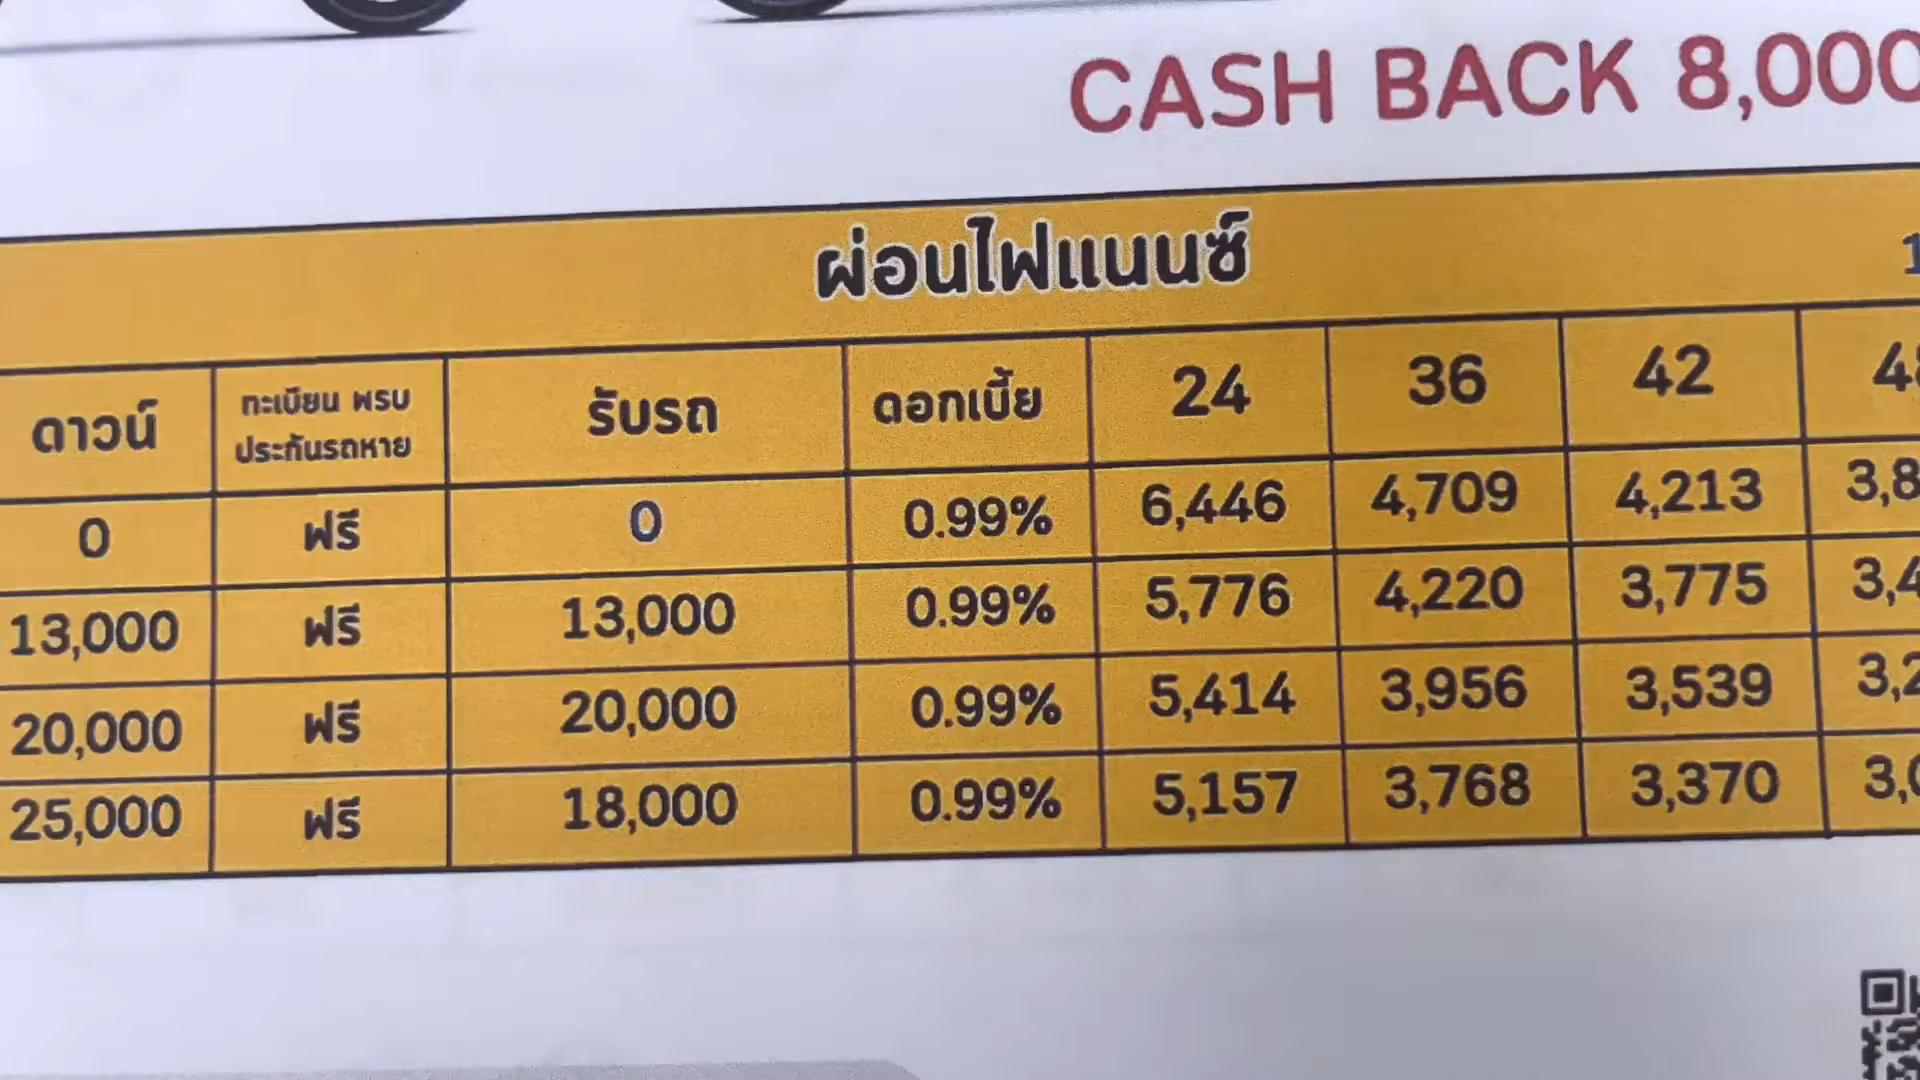 CASH BACK 8,000
ผ่อนไฟแนนซ์
ดาวน์ ทะเบียน พรบ ประกันรถหาย รับรถ ดอกเบี้ย 24 36 42
0 ฟรี 0 0.99% 6,446 4,709 4,213
13,000 ฟรี 13,000 0.99% 5,776 4,220 3,775
20,000 ฟรี 20,000 0.99% 5,414 3,956 3,539
25,000 ฟรี 18,000 0.99% 5,157 3,768 3,370